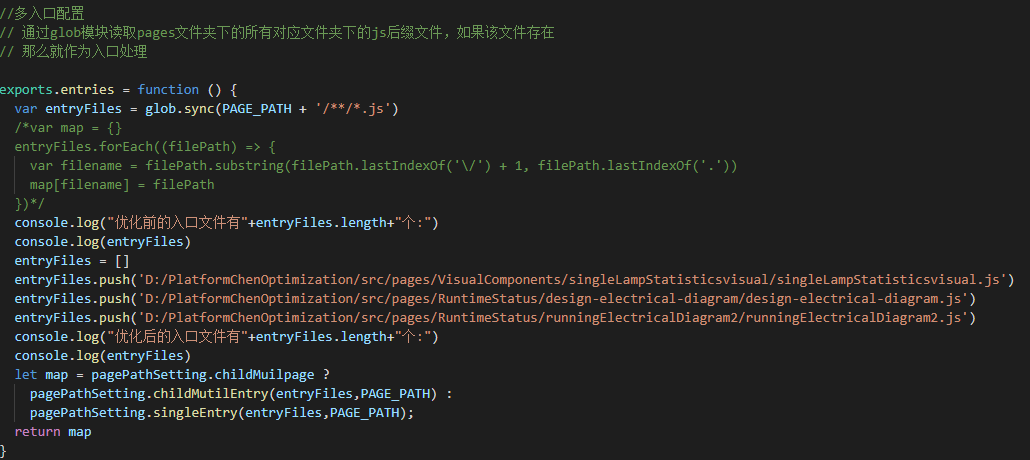 //多入口配置
// 通过glob模块读取pages文件夹下的所有对应文件夹下的js后缀文件，如果该文件存在
// 那么就作为入口处理
exports.entries = function () {
  var entryFiles = glob.sync(PAGE_PATH + '/**/*.js')
  /*var map = {}
  entryFiles.forEach((filePath) => {
    var filename = filePath.substring(filePath.lastIndexOf('\/') + 1, filePath.lastIndexOf('.'))
    map[filename] = filePath
  })*/
  console.log("优化前的入口文件有"+entryFiles.length+"个:")
  console.log(entryFiles)
  entryFiles = []
  entryFiles.push('D:/PlatformChenOptimization/src/pages/VisualComponents/singleLampStatisticsvisual/singleLampStatisticsvisual.js')
  entryFiles.push('D:/PlatformChenOptimization/src/pages/RuntimeStatus/design-electrical-diagram/design-electrical-diagram.js')
  entryFiles.push('D:/PlatformChenOptimization/src/pages/RuntimeStatus/runningElectricalDiagram2/runningElectricalDiagram2.js')
  console.log("优化后的入口文件有"+entryFiles.length+"个:")
  console.log(entryFiles)
  let map = pagePathSetting.childMuilpage ?
    pagePathSetting.childMutilEntry(entryFiles,PAGE_PATH) :
    pagePathSetting.singleEntry(entryFiles,PAGE_PATH);
  return map
}